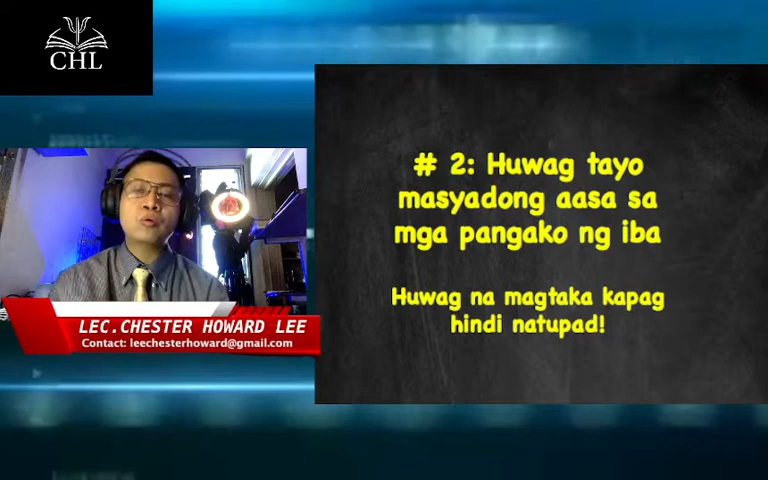 CHL
# 2: Huwag tayo
masyadong aasa sa
mga pangako ng iba
Huwag na magtaka kapag
hindi natupad!
LEC.CHESTER HOWARD LEE
Contact: leechesterhoward@gmail.com